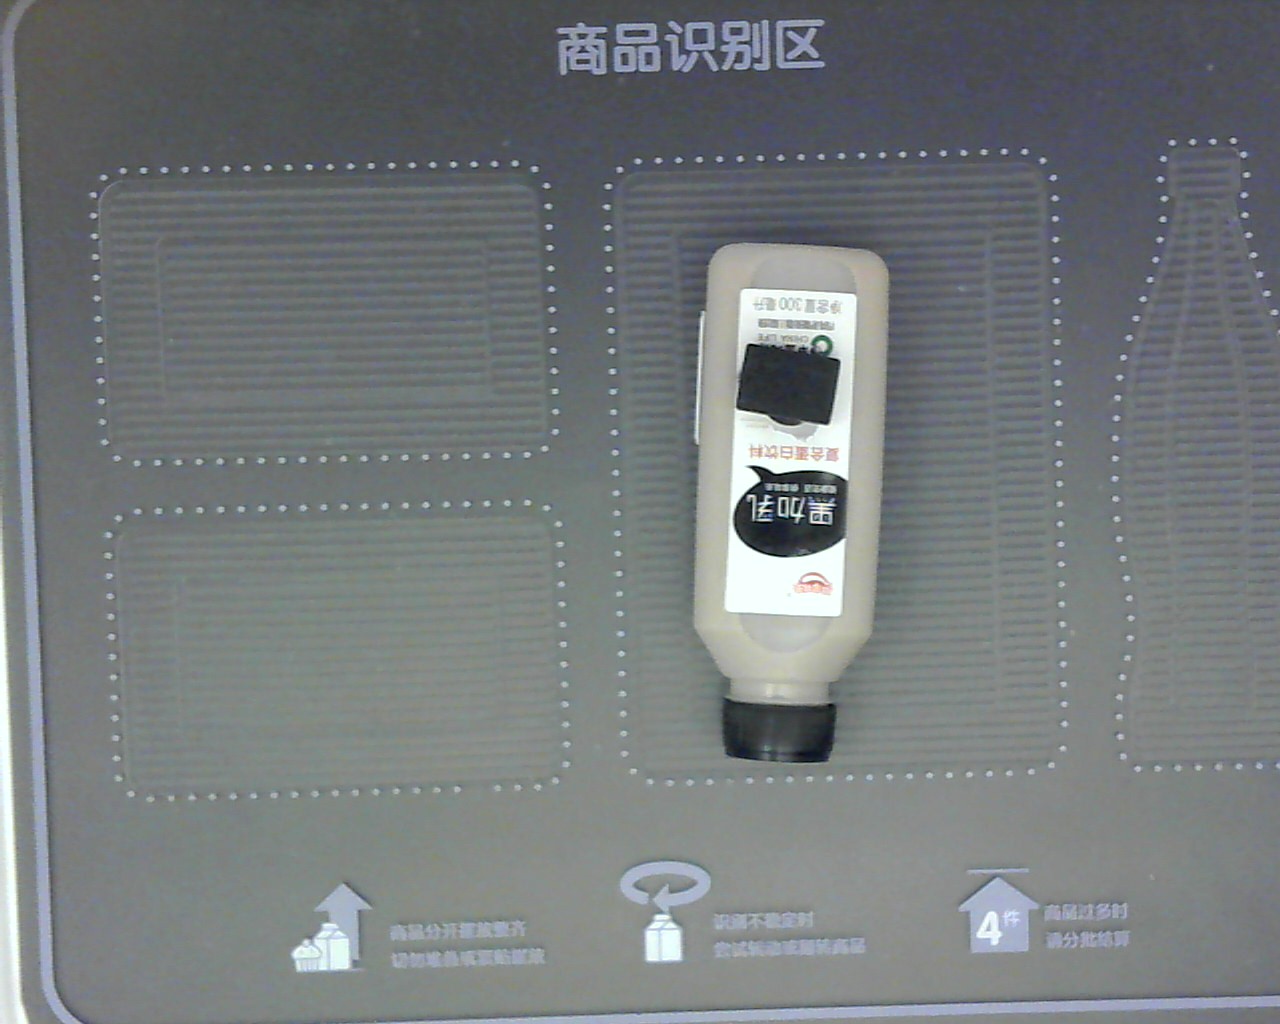 商品识别区
净含量300毫升
CHINA LIFE
复合蛋白饮料
黑加乳
商品分开摆放整齐
切勿堆叠或紧贴摆放
识别不稳定时
尝试转动或翻转商品
4件
商品过多时
请分批结算